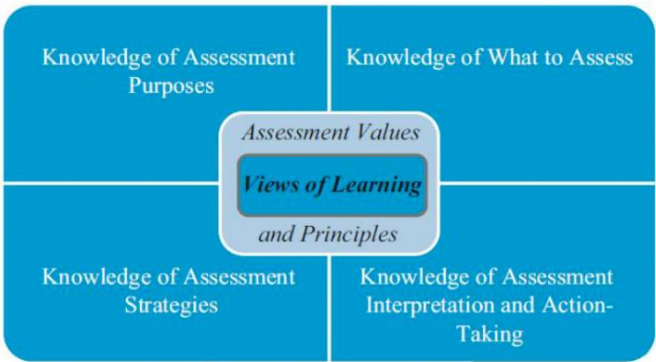 Knowledge of Assessment
Purposes
Knowledge of What to Assess
Assessment Values
Views of Learning
and Principles
Knowledge of Assessment
Strategies
Knowledge of Assessment
Interpretation and Action-
Taking